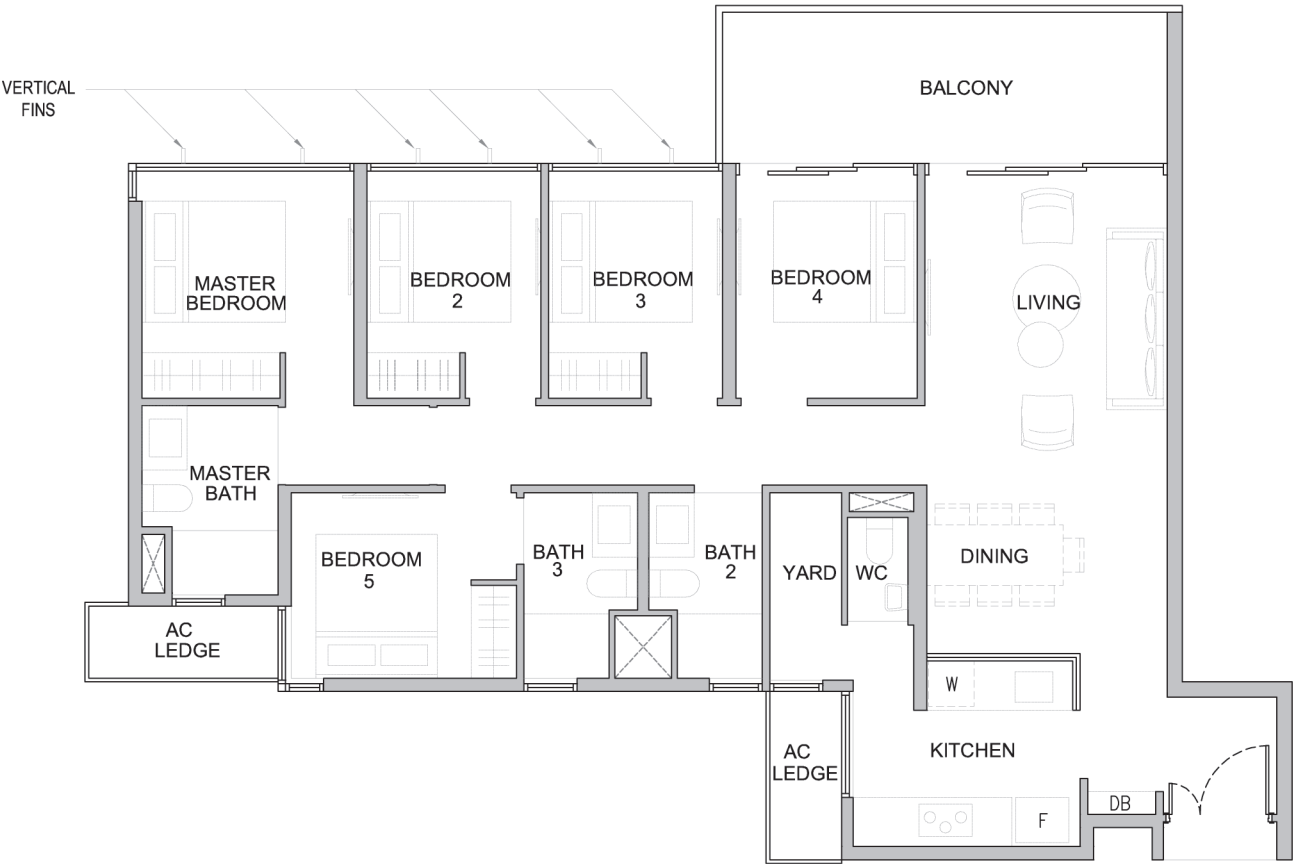 BALCONY
VERTICAL
FINS
MASTER
BEDROOM
BEDROOM
2
BEDROOM
3
BEDROOM
4
LIVING
MASTER
BATH
BEDROOM
5
BATH
3
BATH
2
YARD
WC
DINING
AC
LEDGE
W
KITCHEN
AC
LEDGE
DB
F